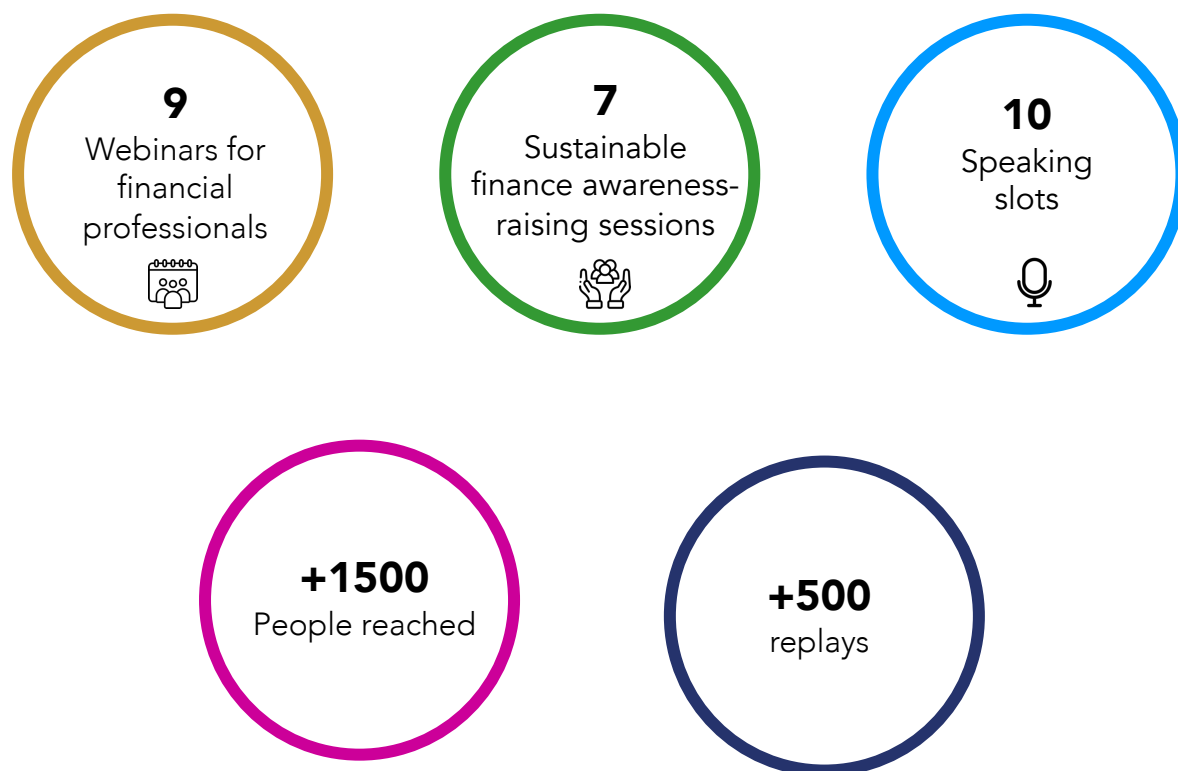 9
Webinars for
financial
professionals
7
Sustainable
finance awareness-
raising sessions
10
Speaking
slots
+1500
People reached
+500
replays